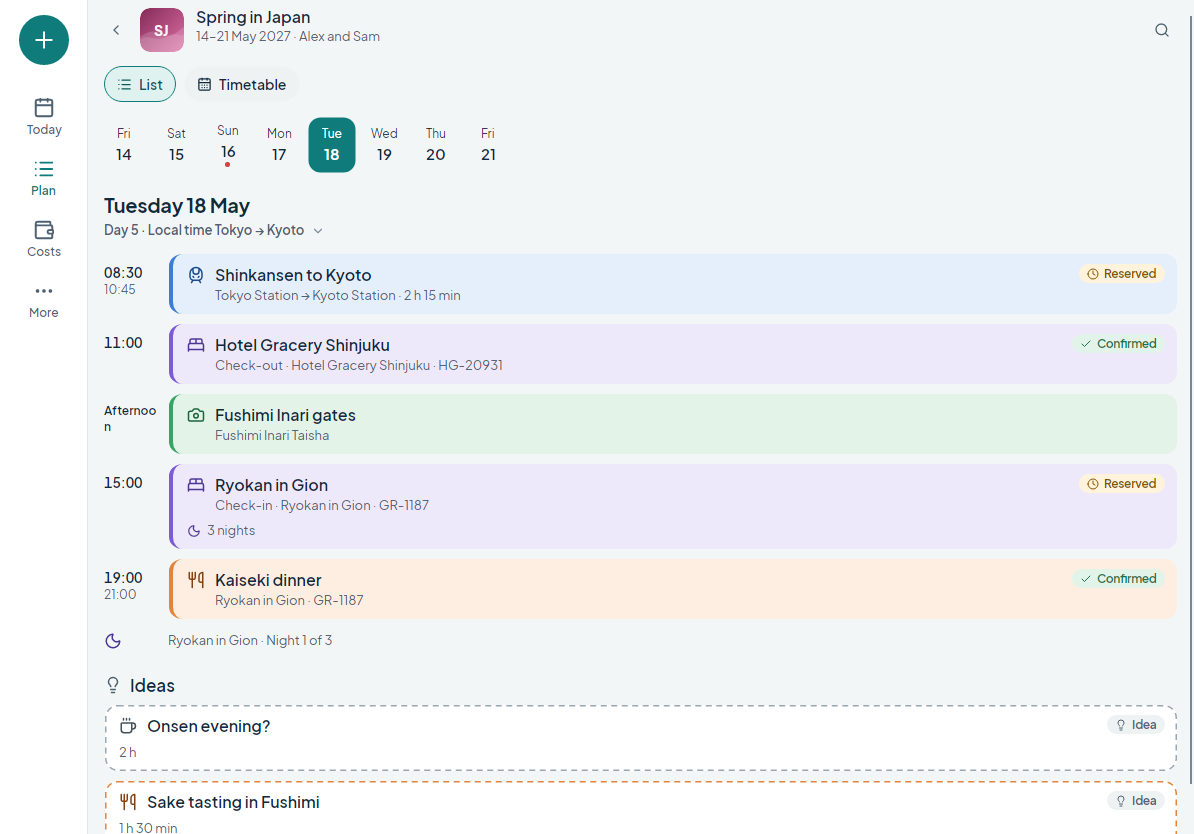 SJ
Spring in Japan
14–21 May 2027 · Alex and Sam
List
Timetable
Today
Plan
Costs
More
Fri Sat Sun Mon Tue Wed Thu Fri
14 15 16 17 18 19 20 21
Tuesday 18 May
Day 5 · Local time Tokyo → Kyoto
08:30
10:45
Shinkansen to Kyoto
Tokyo Station → Kyoto Station · 2 h 15 min
Reserved
11:00
Hotel Gracery Shinjuku
Check-out · Hotel Gracery Shinjuku · HG-20931
Confirmed
Afternoo
n
Fushimi Inari gates
Fushimi Inari Taisha
15:00
Ryokan in Gion
Check-in · Ryokan in Gion · GR-1187
3 nights
Reserved
19:00
21:00
Kaiseki dinner
Ryokan in Gion · GR-1187
Confirmed
Ryokan in Gion · Night 1 of 3
Ideas
Onsen evening?
2 h
Idea
Sake tasting in Fushimi
1 h 30 min
Idea